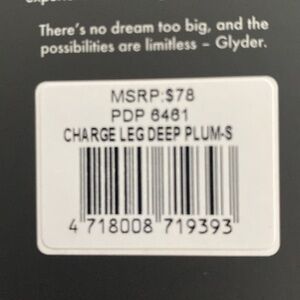 There's no dream too big, and the
possibilities are limitless – Glyder.
MSRP:$78
PDP 6461
CHARGE LEG DEEP PLUM-S
4 718008 719393